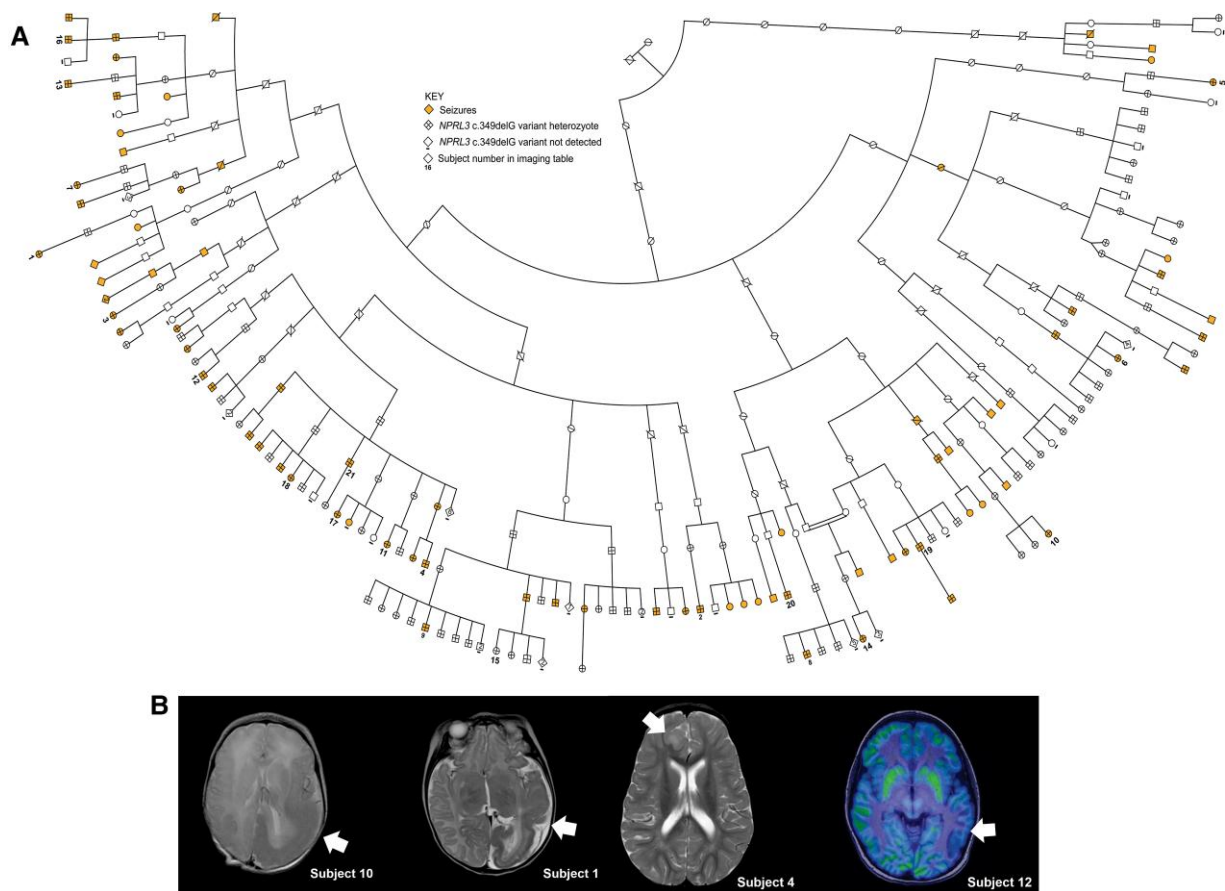 A
KEY
Seizures
NPRL3 c.349delG variant heterozyote
NPRL3 c.349delG variant not detected
Subject number in imaging table
16
16
13
7
1
3
12
18
17
21
11
4
9
15
2
20
8
14
19
10
6
5
B
Subject 10
Subject 1
Subject 4
Subject 12